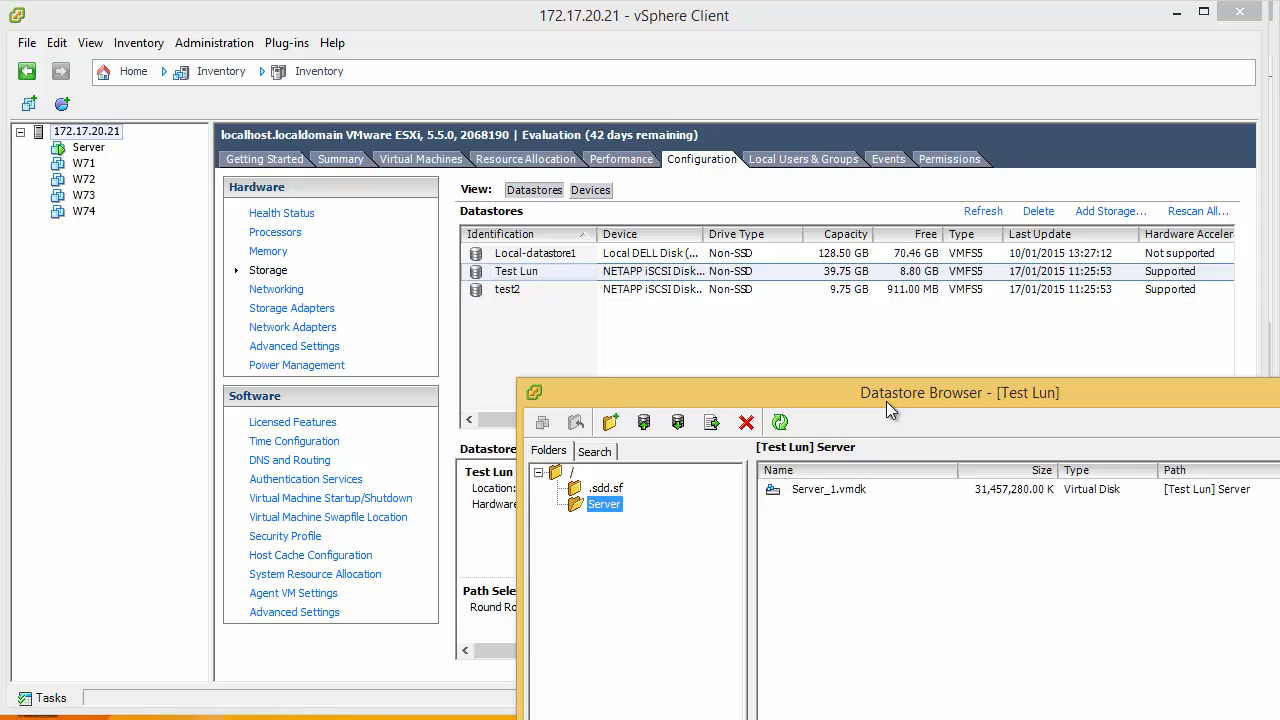 172.17.20.21 - vSphere Client
File Edit View Inventory Administration Plug-ins Help
Home Inventory Inventory
172.17.20.21
Server
W71
W72
W73
W74
localhost.localdomain VMware ESXi, 5.5.0, 2068190 | Evaluation (42 days remaining)
Getting Started Summary Virtual Machines Resource Allocation Performance Configuration Local Users & Groups Events Permissions
Hardware
Health Status
Processors
Memory
Storage
Networking
Storage Adapters
Network Adapters
Advanced Settings
Power Management
Software
Licensed Features
Time Configuration
DNS and Routing
Authentication Services
Virtual Machine Startup/Shutdown
Virtual Machine Swapfile Location
Security Profile
Host Cache Configuration
System Resource Allocation
Agent VM Settings
Advanced Settings
View: Datastores Devices
Datastores Refresh Delete Add Storage... Rescan All...
Identification Device Drive Type Capacity Free Type Last Update Hardware Acceler
Local-datastore1 Local DELL Disk (... Non-SSD 128.50 GB 70.46 GB VMFS5 10/01/2015 13:27:12 Not supported
Test Lun NETAPP iSCSI Disk... Non-SSD 39.75 GB 8.80 GB VMFS5 17/01/2015 11:25:53 Supported
test2 NETAPP iSCSI Disk... Non-SSD 9.75 GB 911.00 MB VMFS5 17/01/2015 11:25:53 Supported
Datastore
Test Lun
Location:
Hardware
Path Sele
Round Ro
Datastore Browser - [Test Lun]
Folders Search
/
.sdd.sf
Server
[Test Lun] Server
Name Size Type Path
Server_1.vmdk 31,457,280.00 K Virtual Disk [Test Lun] Server
Tasks